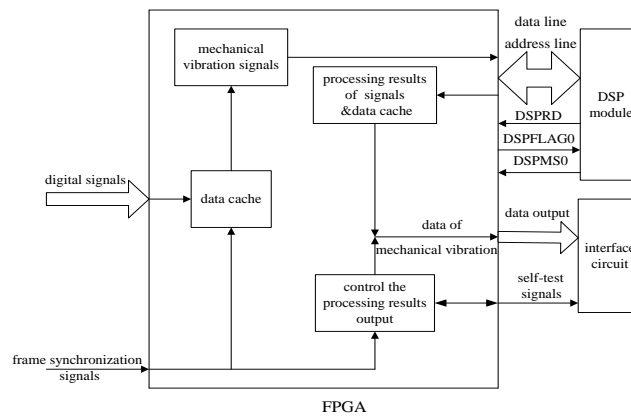 mechanical
vibration signals
data line
address line
processing results
of signals
&data cache
DSP
module
DSPRD
DSPFLAG0
DSPMS0
digital signals
data cache
data of
mechanical vibration
data output
interface
circuit
control the
processing results
output
self-test
signals
frame synchronization
signals
FPGA